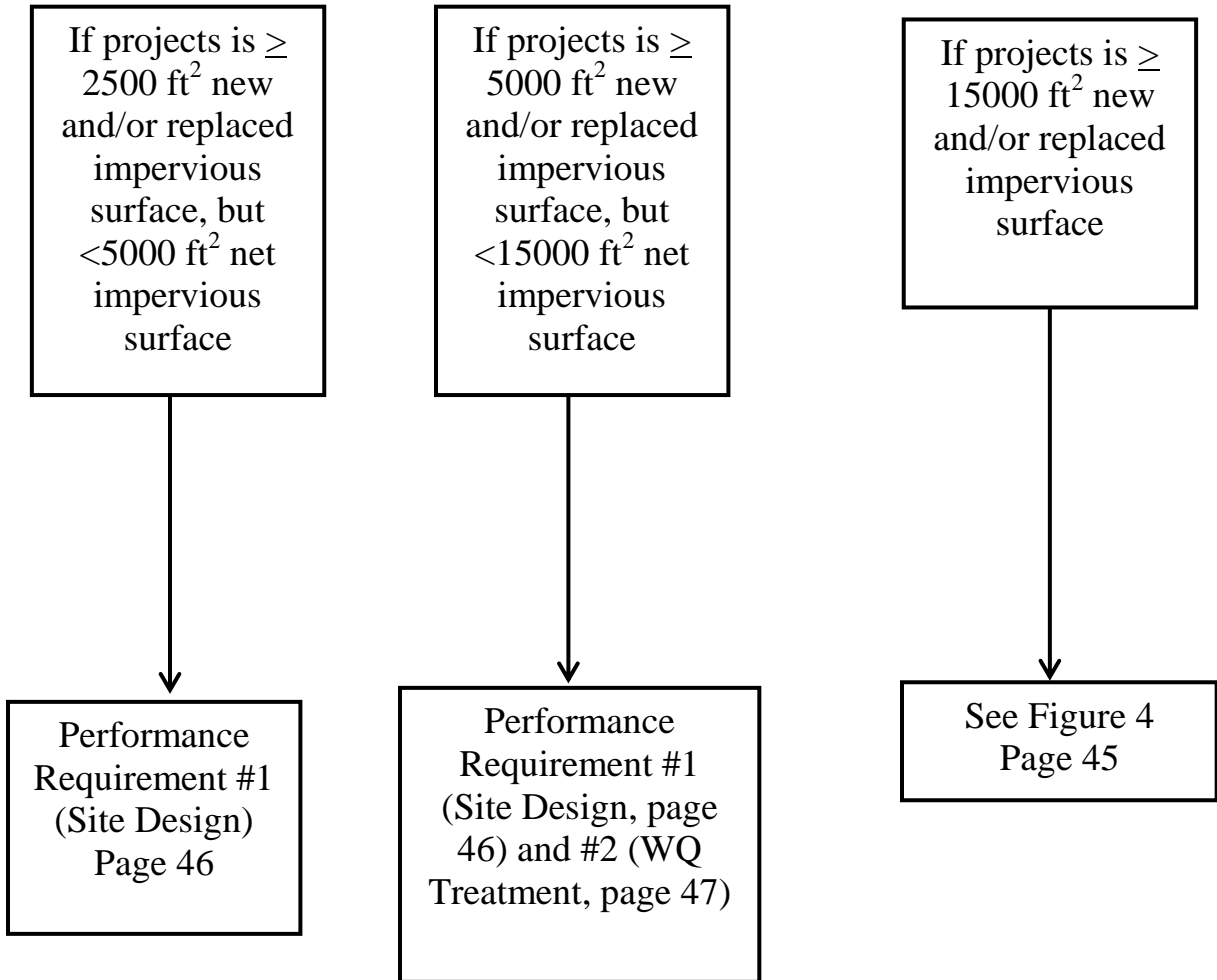 If projects is ≥
2500 ft² new
and/or replaced
impervious
surface, but
<5000 ft² net
impervious
surface
If projects is ≥
5000 ft² new
and/or replaced
impervious
surface, but
<15000 ft² net
impervious
surface
If projects is ≥
15000 ft² new
and/or replaced
impervious
surface
Performance
Requirement #1
(Site Design)
Page 46
Performance
Requirement #1
(Site Design, page
46) and #2 (WQ
Treatment, page 47)
See Figure 4
Page 45